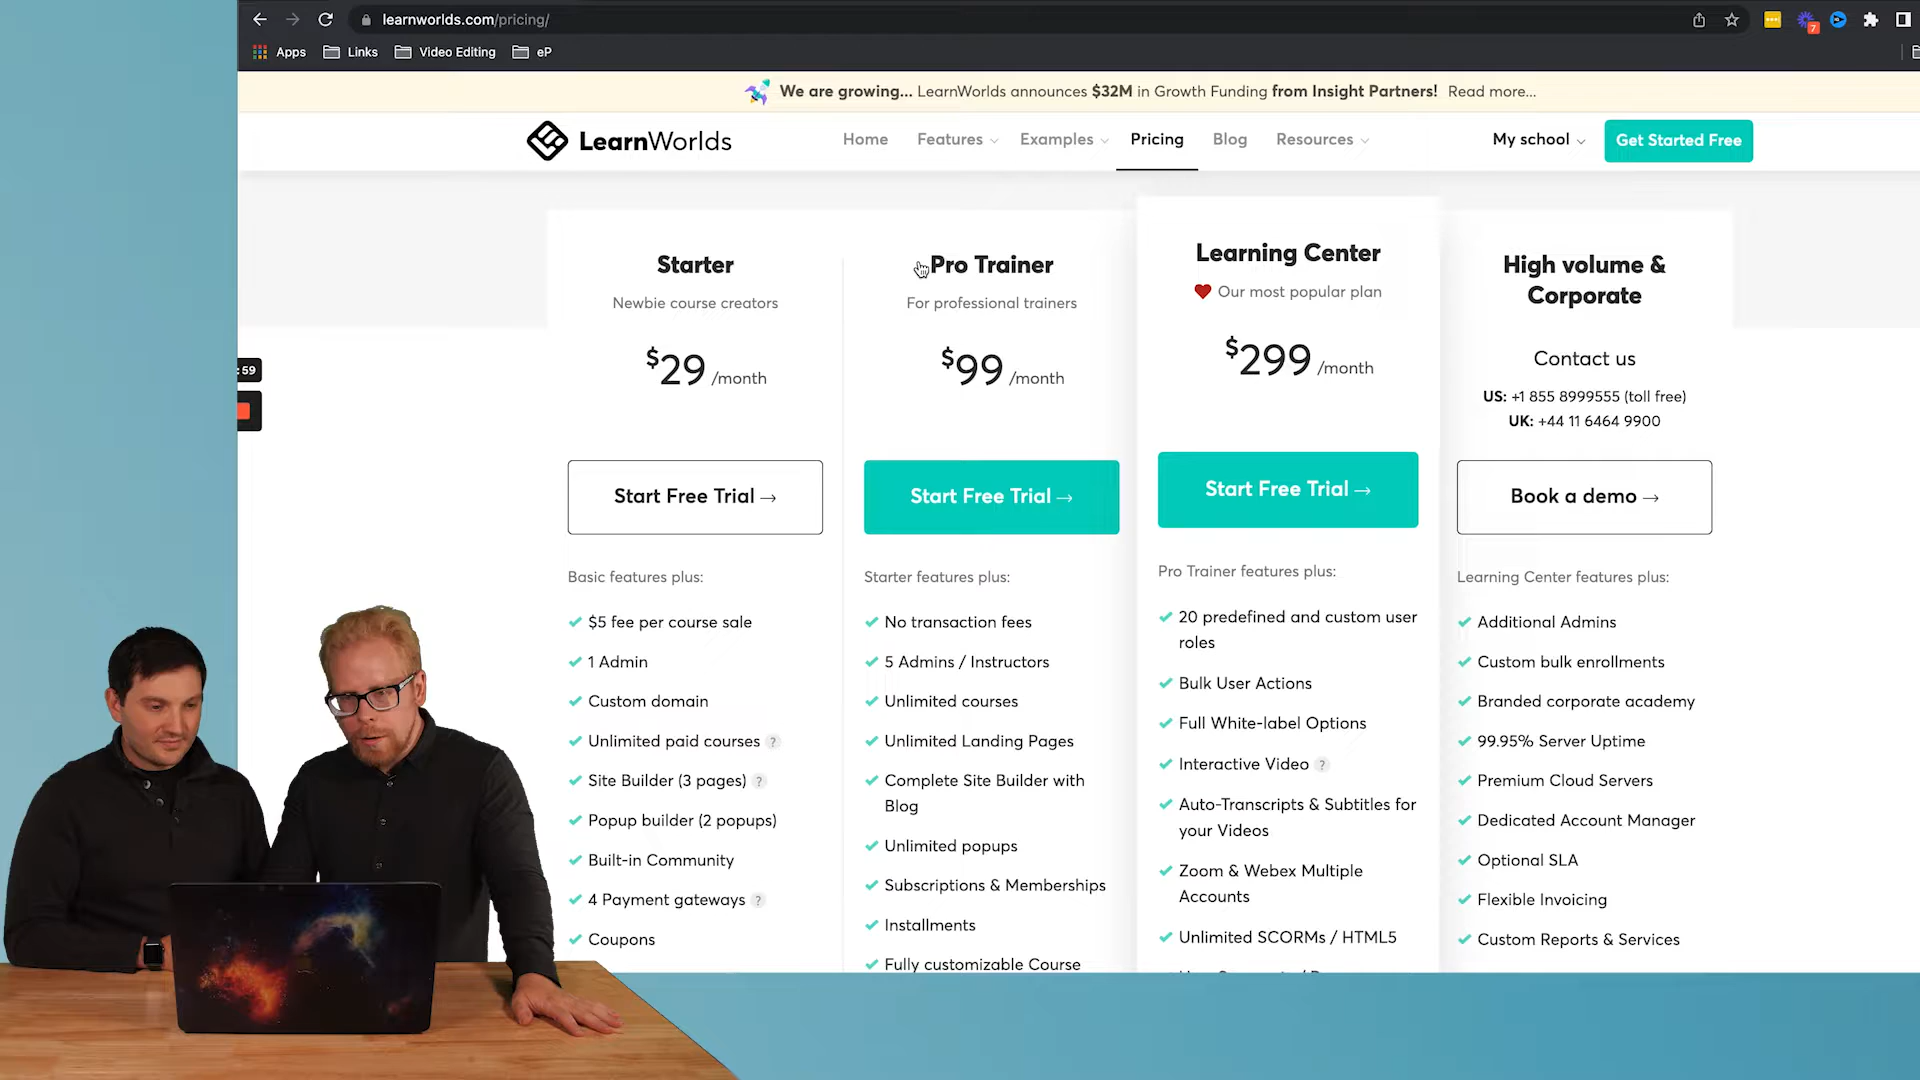 learnworlds.com/pricing/
7
Apps
Links
Video Editing
eP
We are growing... LearnWorlds announces $32M in Growth Funding from Insight Partners! Read more...
LearnWorlds
Home
Features
Examples
Pricing
Blog
Resources
My school
Get Started Free
Starter
Newbie course creators
$29 /month
Start Free Trial →
Basic features plus:
$5 fee per course sale
1 Admin
Custom domain
Unlimited paid courses ?
Site Builder (3 pages) ?
Popup builder (2 popups)
Built-in Community
4 Payment gateways ?
Coupons
Pro Trainer
For professional trainers
$99 /month
Start Free Trial →
Starter features plus:
No transaction fees
5 Admins / Instructors
Unlimited courses
Unlimited Landing Pages
Complete Site Builder with
Blog
Unlimited popups
Subscriptions & Memberships
Installments
Fully customizable Course
Learning Center
Our most popular plan
$299 /month
Start Free Trial →
Pro Trainer features plus:
20 predefined and custom user
roles
Bulk User Actions
Full White-label Options
Interactive Video ?
Auto-Transcripts & Subtitles for
your Videos
Zoom & Webex Multiple
Accounts
Unlimited SCORMs / HTML5
High volume &
Corporate
Contact us
US: +1 855 8999555 (toll free)
UK: +44 11 6464 9900
Book a demo →
Learning Center features plus:
Additional Admins
Custom bulk enrollments
Branded corporate academy
99.95% Server Uptime
Premium Cloud Servers
Dedicated Account Manager
Optional SLA
Flexible Invoicing
Custom Reports & Services
:59